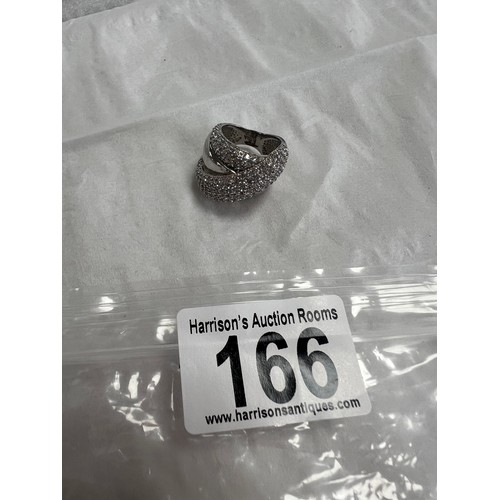 Harrison's Auction Rooms
166
www.harrisonsantiques.com